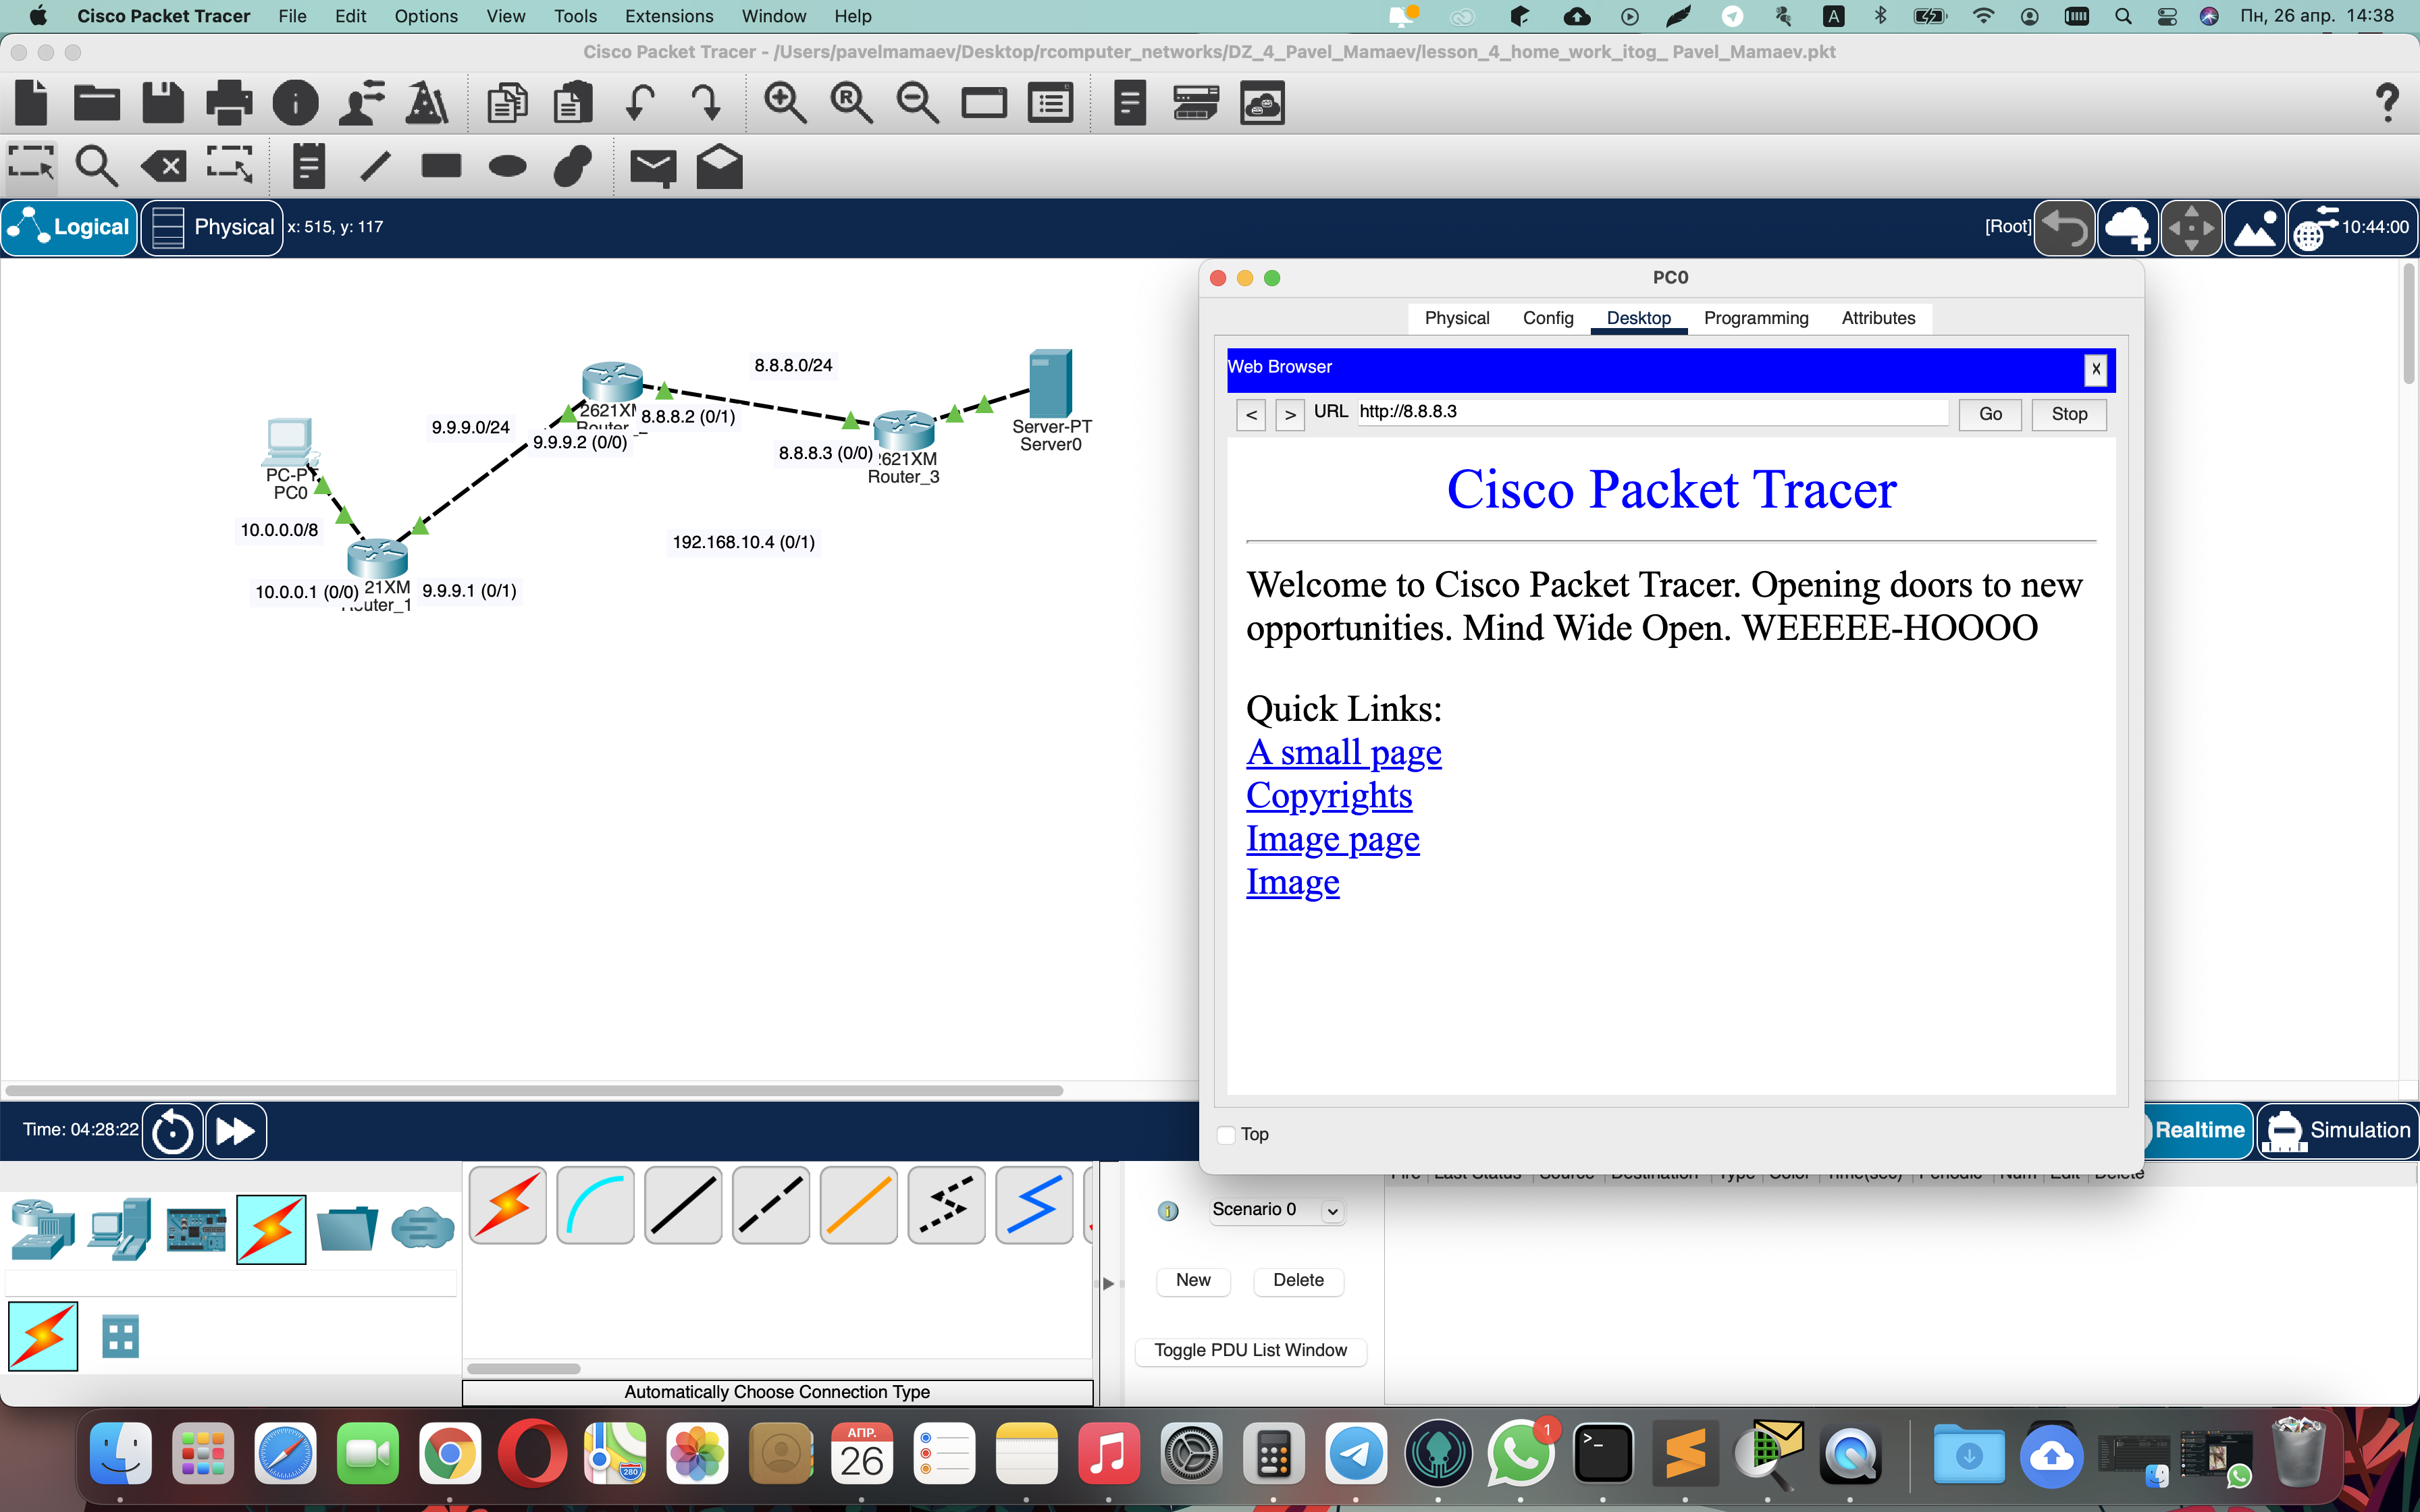 Cisco Packet Tracer File Edit Options View Tools Extensions Window Help
A
Пн, 26 апр. 14:38
Cisco Packet Tracer - /Users/pavelmamaev/Desktop/rcomputer_networks/DZ_4_Pavel_Mamaev/lesson_4_home_work_itog_ Pavel_Mamaev.pkt
R
?
Logical
Physical
x: 515, y: 117
[Root]
10:44:00
PC0
Physical Config Desktop Programming Attributes
Web Browser
X
< > URL http://8.8.8.3 Go Stop
Cisco Packet Tracer
Welcome to Cisco Packet Tracer. Opening doors to new
opportunities. Mind Wide Open. WEEEEE-HOOOO
Quick Links:
A small page
Copyrights
Image page
Image
Top
8.8.8.0/24
9.9.9.0/24
8.8.8.2 (0/1)
9.9.9.2 (0/0)
8.8.8.3 (0/0)
Router_3
Server-PT
Server0
PC0
10.0.0.0/8
192.168.10.4 (0/1)
10.0.0.1 (0/0)
21XM
9.9.9.1 (0/1)
Time: 04:28:22
Realtime
Simulation
Scenario 0
New
Delete
Toggle PDU List Window
Automatically Choose Connection Type
АПР.
26
280
1
>_